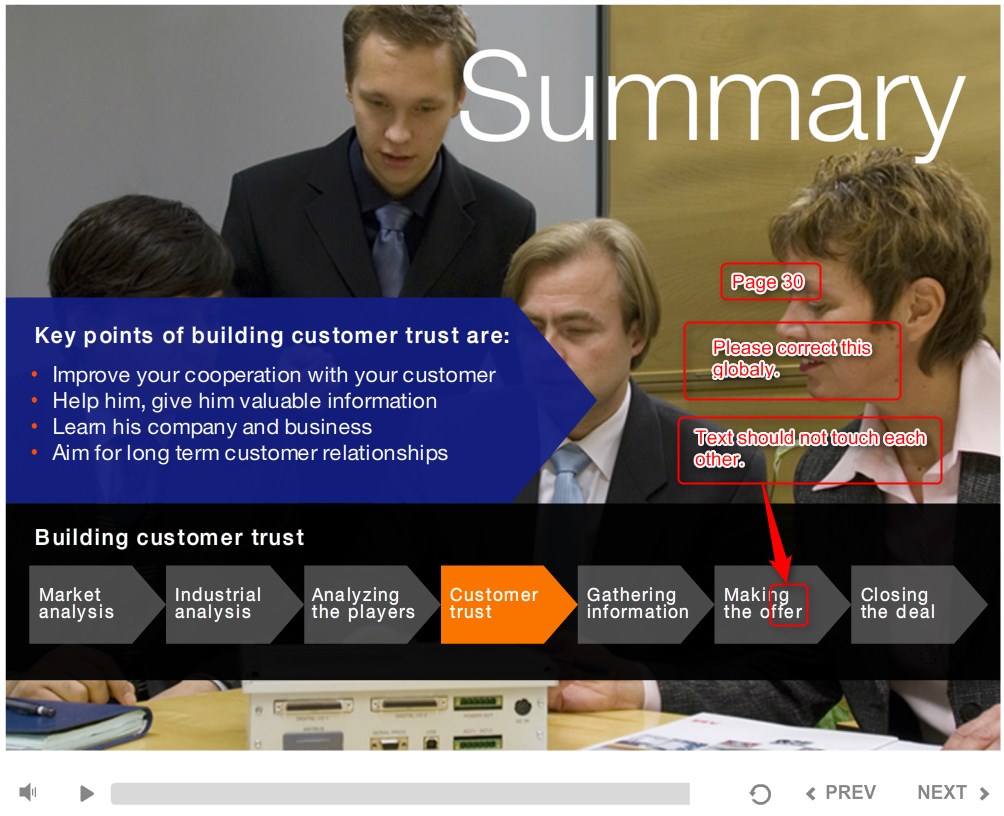 Summary
Page 30
Key points of building customer trust are:
Please correct this
globaly.
Improve your cooperation with your customer
Help him, give him valuable information
Learn his company and business
Aim for long term customer relationships
Text should not touch each
other.
Building customer trust
Market
analysis
Industrial
analysis
Analyzing
the players
Customer
trust
Gathering
information
Making
the offer
Closing
the deal
PREV
NEXT